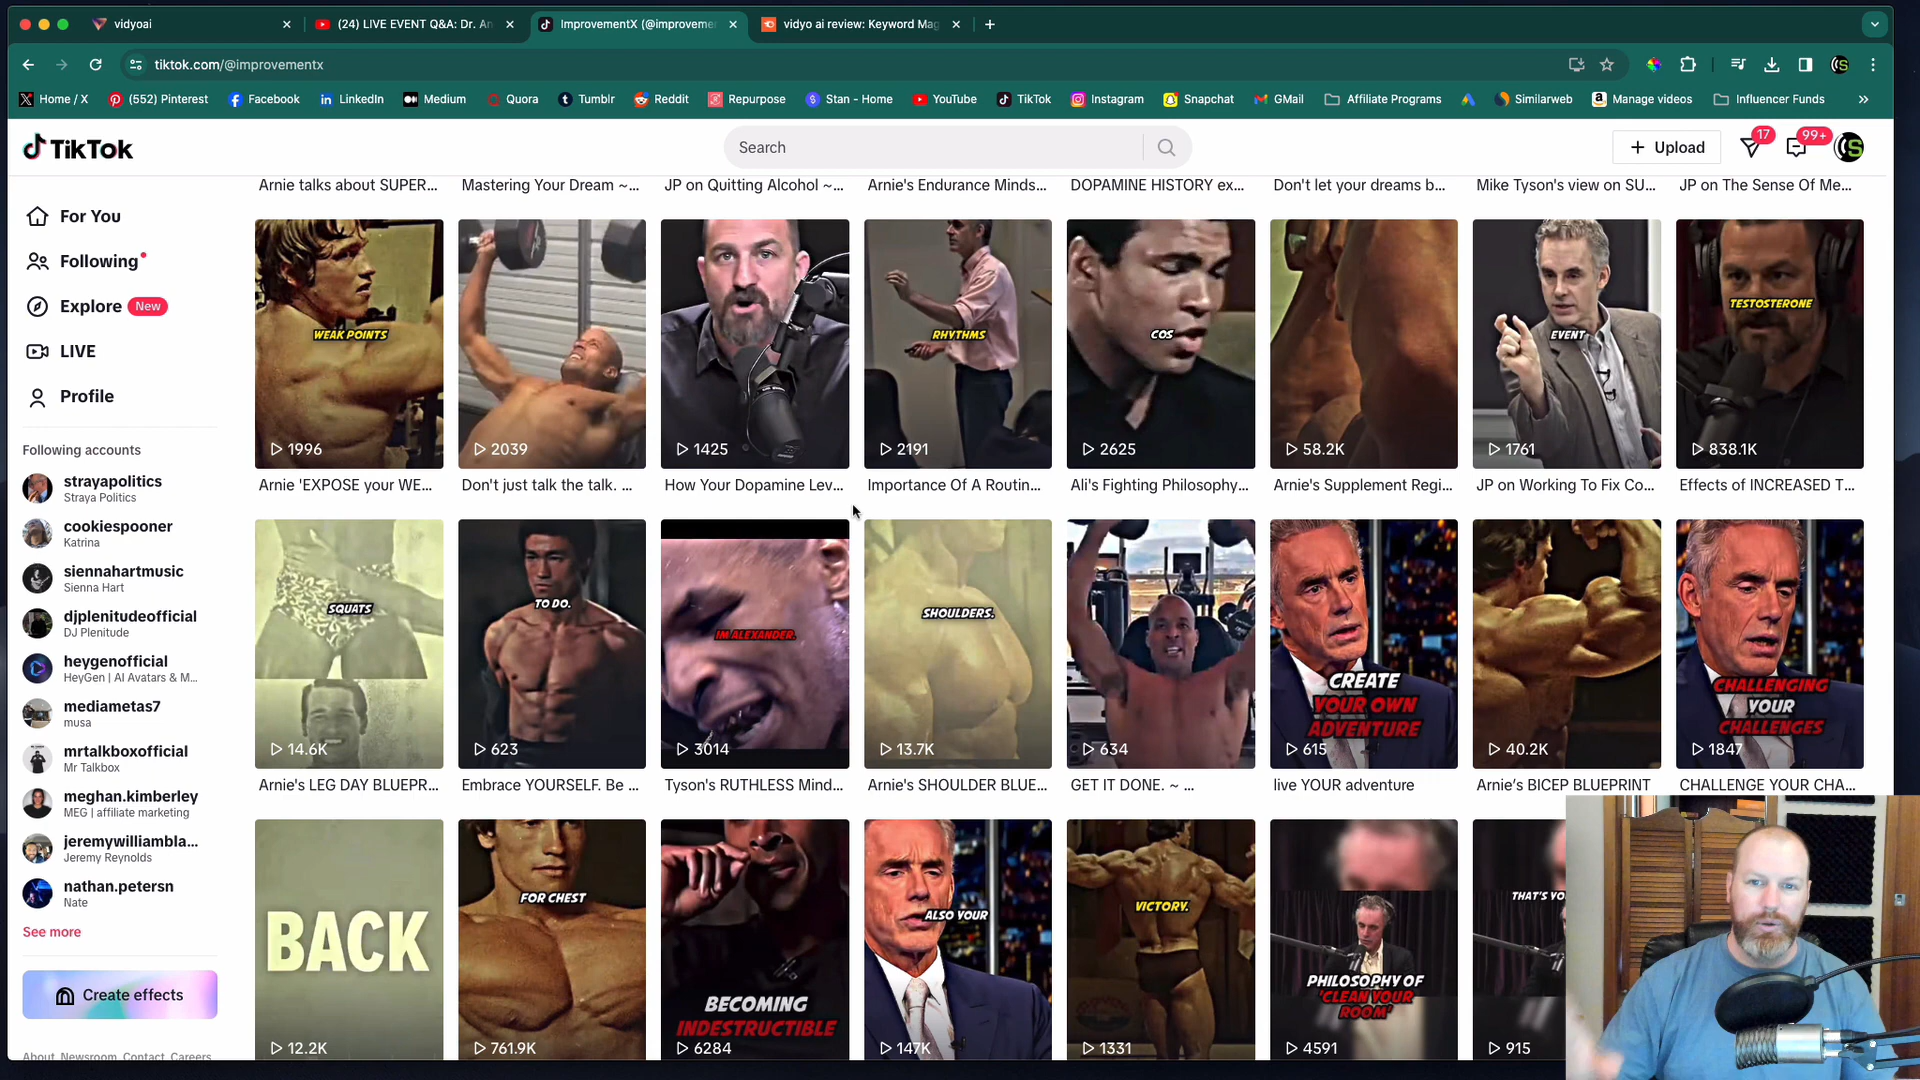 vidyoai
(24) LIVE EVENT Q&A: Dr. An
ImprovementX (@improveme
vidyo ai review: Keyword Mag
tiktok.com/@improvementx
Home / X
(552) Pinterest
Facebook
LinkedIn
Medium
Quora
Tumblr
Reddit
Repurpose
Stan - Home
YouTube
TikTok
Instagram
Snapchat
GMail
Affiliate Programs
Similarweb
Manage videos
Influencer Funds
TikTok
Search
Upload
17
99+
For You
Following
Explore New
LIVE
Profile
Following accounts
strayapolitics
Straya Politics
cookiespooner
Katrina
siennahartmusic
Sienna Hart
djplenitudeofficial
DJ Plenitude
heygenofficial
HeyGen | AI Avatars & M...
mediametas7
musa
mrtalkboxofficial
Mr Talkbox
meghan.kimberley
MEG | affiliate marketing
jeremywilliambla...
Jeremy Reynolds
nathan.petersn
Nate
See more
Create effects
About Newsroom Contact Careers
Arnie talks about SUPER...
Mastering Your Dream ~...
JP on Quitting Alcohol ~...
Arnie's Endurance Minds...
DOPAMINE HISTORY ex...
Don't let your dreams b...
Mike Tyson's view on SU...
JP on The Sense Of Me...
WEAK POINTS
RHYTHMS
COS
EVENT
TESTOSTERONE
1996
2039
1425
2191
2625
58.2K
1761
838.1K
Arnie 'EXPOSE your WE...
Don't just talk the talk. ...
How Your Dopamine Lev...
Importance Of A Routin...
Ali's Fighting Philosophy...
Arnie's Supplement Regi...
JP on Working To Fix Co...
Effects of INCREASED T...
SQUATS
TO DO.
IM ALEXANDER.
SHOULDERS.
CREATE
YOUR OWN
ADVENTURE
CHALLENGING
YOUR
CHALLENGES
14.6K
623
3014
13.7K
634
615
40.2K
1847
Arnie's LEG DAY BLUEPR...
Embrace YOURSELF. Be ...
Tyson's RUTHLESS Mind...
Arnie's SHOULDER BLUE...
GET IT DONE. ~ ...
live YOUR adventure
Arnie's BICEP BLUEPRINT
CHALLENGE YOUR CHA...
BACK
FOR CHEST
BECOMING
INDESTRUCTIBLE
ALSO YOUR
VICTORY.
PHILOSOPHY OF
'CLEAN YOUR
ROOM'
THAT'S YO
12.2K
761.9K
6284
147K
1331
4591
915